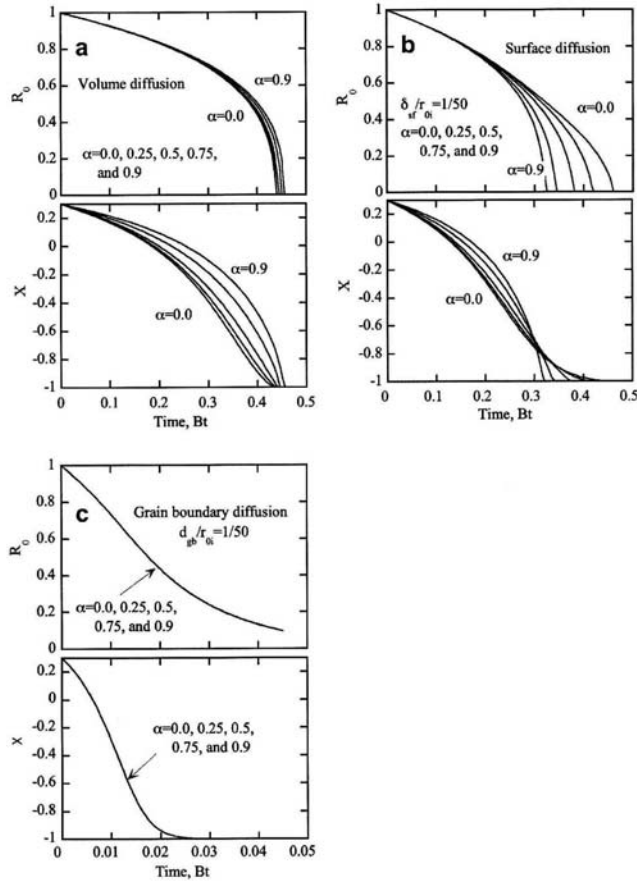 1
0.8
0.6
0.4
0.2
0
R₀
a
Volume diffusion
α=0.9
α=0.0
α=0.0, 0.25, 0.5, 0.75,
and 0.9
0.2
0
-0.2
-0.4
-0.6
-0.8
-1
X
α=0.9
α=0.0
0 0.1 0.2 0.3 0.4 0.5
Time, Bt
1
0.8
0.6
0.4
0.2
0
R₀
b
Surface diffusion
δsf/r0i=1/50
α=0.0
α=0.0, 0.25, 0.5,
0.75, and 0.9
α=0.9
0.2
0
-0.2
-0.4
-0.6
-0.8
-1
X
α=0.9
α=0.0
0 0.1 0.2 0.3 0.4 0.5
Time, Bt
1
0.8
0.6
0.4
0.2
0
R₀
c
Grain boundary diffusion
dgb/r0i=1/50
α=0.0, 0.25, 0.5,
0.75, and 0.9
0.2
0
-0.2
-0.4
-0.6
-0.8
-1
X
α=0.0, 0.25, 0.5,
0.75, and 0.9
0 0.01 0.02 0.03 0.04 0.05
Time, Bt